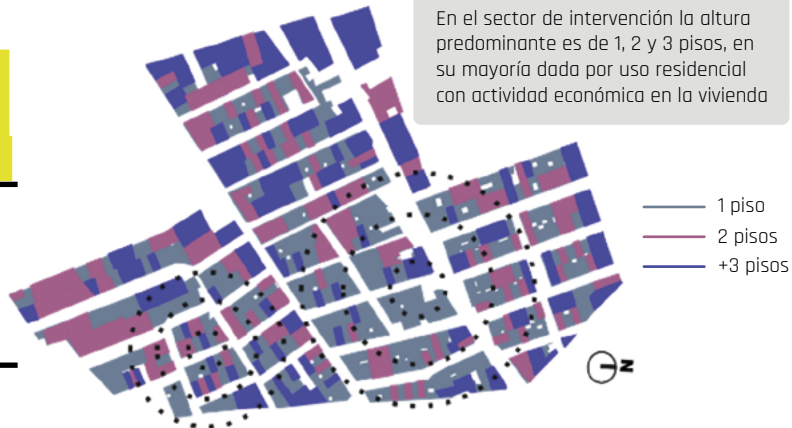 En el sector de intervención la altura
predominante es de 1, 2 y 3 pisos, en
su mayoría dada por uso residencial
con actividad económica en la vivienda
1 piso
2 pisos
+3 pisos
N